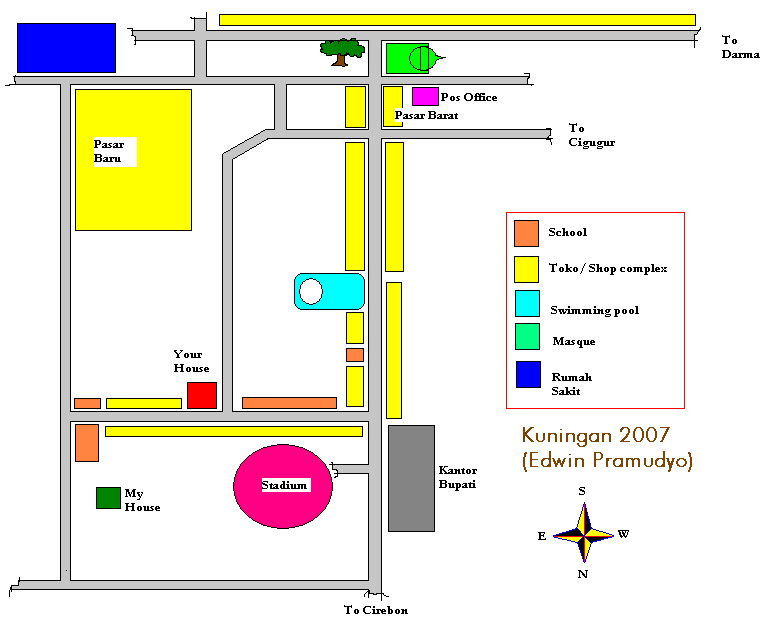 To
Darma
Pos Office
Pasar Barat
To
Cigugur
Pasar
Baru
School
Toko / Shop complex
Swimming pool
Masque
Rumah
Sakit
Your
House
Kuningan 2007
(Edwin Pramudyo)
Stadium
Kantor
Bupati
My
House
S
E
W
N
To Cirebon